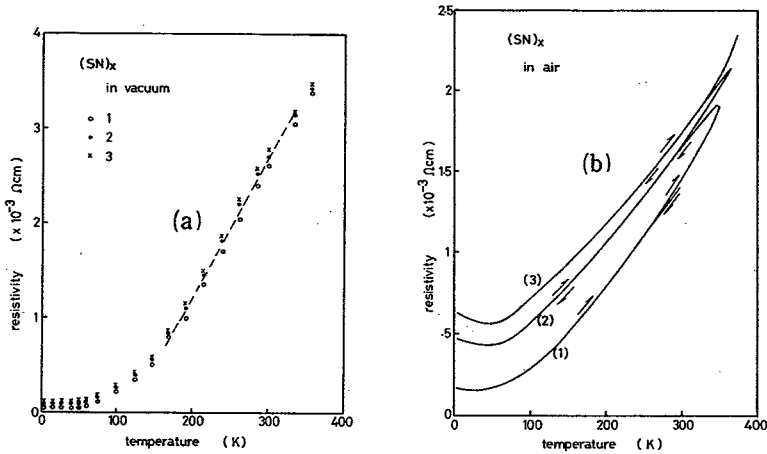 4
3
2
1
0
(SN)x
in vacuum
o 1
+ 2
x 3
(a)
resistivity (x10⁻³ Ωcm)
0 100 200 300 400
temperature (K)
2.5
2
1.5
1
.5
0
(SN)x
in air
(b)
(3)
(2)
(1)
resistivity (x10⁻³ Ωcm)
0 100 200 300 400
temperature (K)